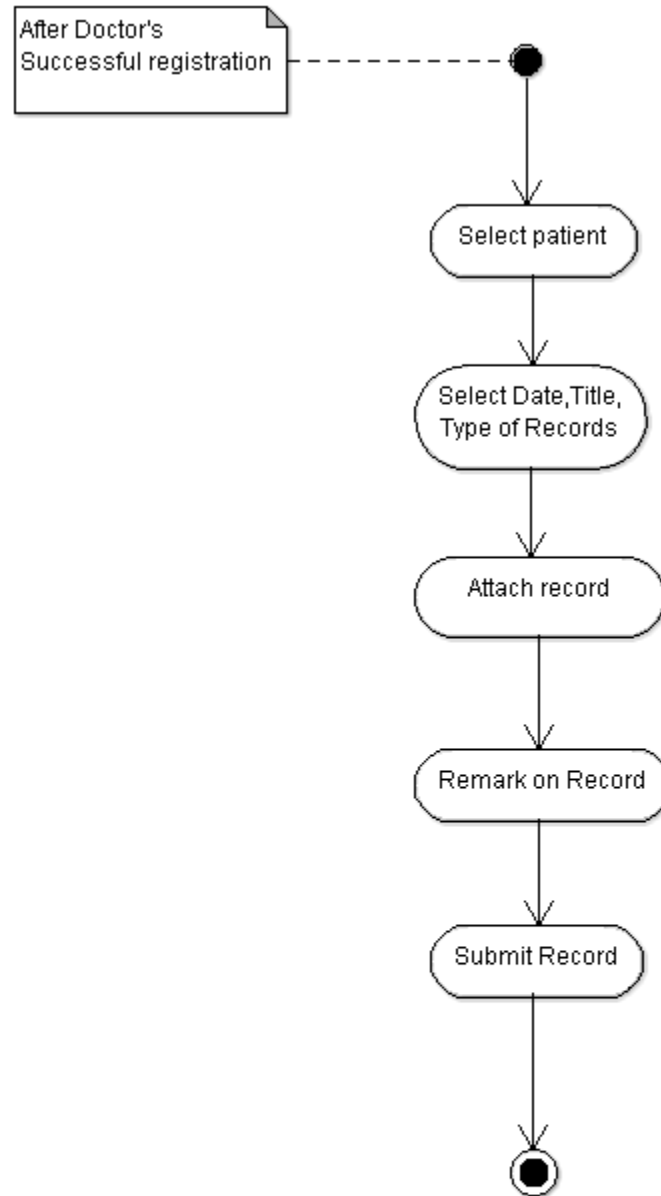 After Doctor's
Successful registration
Select patient
Select Date,Title,
Type of Records
Attach record
Remark on Record
Submit Record